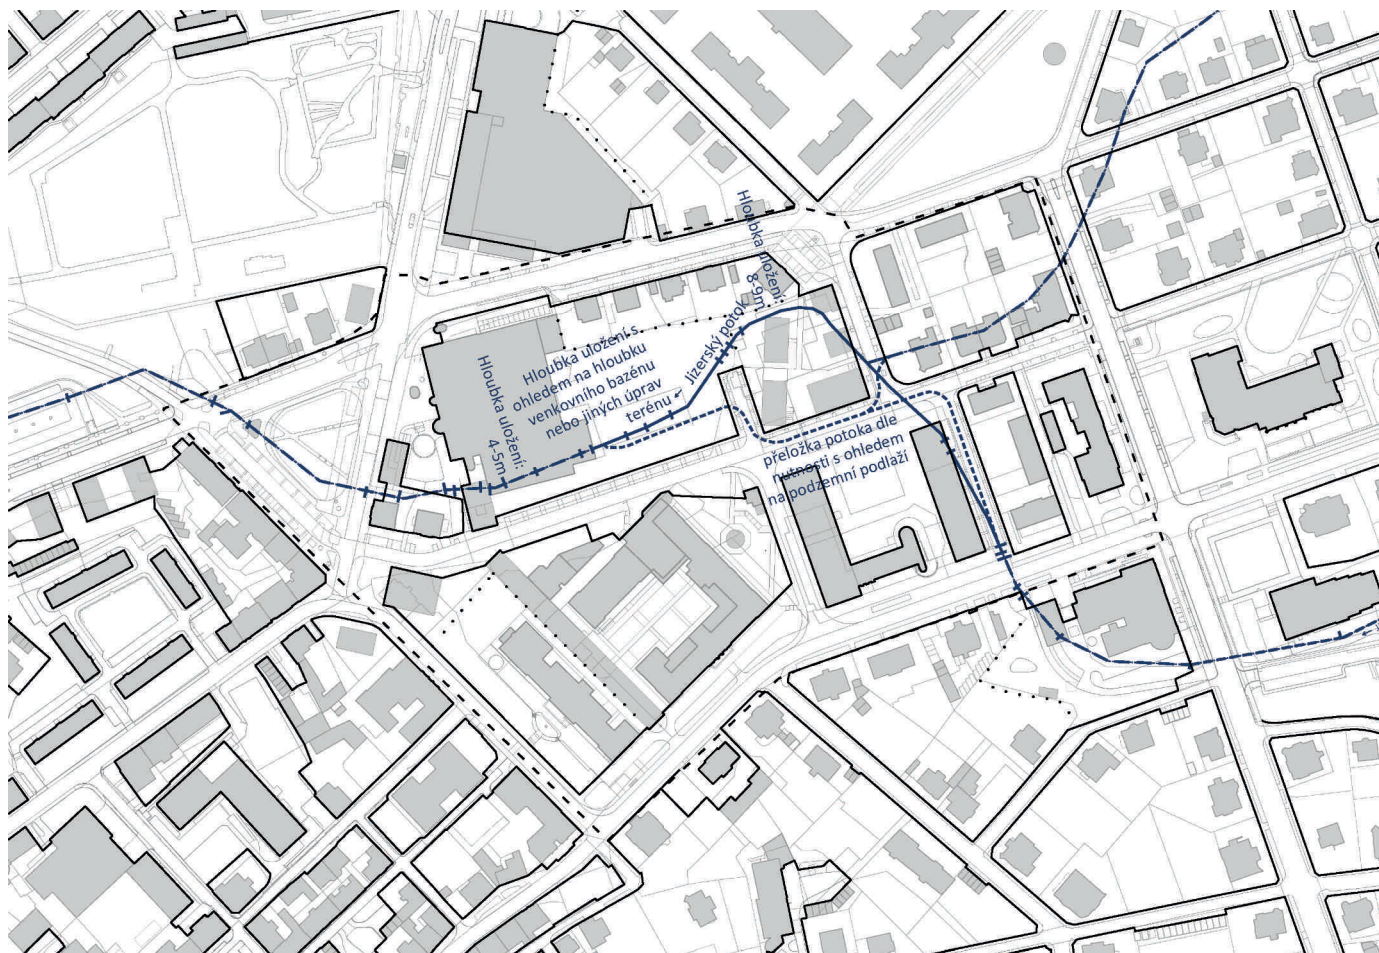 Hloubka uložení:
8-9m
Jizerský potok
Hloubka uložení s
ohledem na hloubku
venkovního bazénu
nebo jiných úprav
terénu
Hloubka uložení:
4-5m
přeložka potoka dle
nutnosti s ohledem
na podzemní podlaží